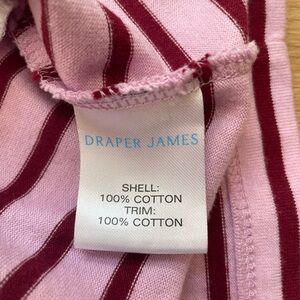 DRAPER JAMES
SHELL:
100% COTTON
TRIM:
100% COTTON